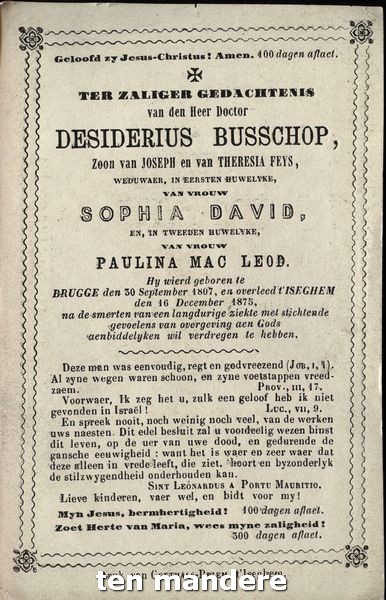 Geloofd zy Jesus-Christus! Amen. 100 dagen aflaet.
TER ZALIGER GEDACHTENIS
van den Heer Doctor
DESIDERIUS BUSSCHOP,
Zoon van JOSEPH en van THERESIA FEYS,
WEDUWAER, IN EERSTEN HUWELYKE,
VAN VROUW
SOPHIA DAVID,
EN, IN TWEEDEN HUWELYKE,
VAN VROUW
PAULINA MAC LEOD.
Hy wierd geboren te
BRUGGE den 30 September 1807, en overleed t'ISEGHEM
den 16 December 1875,
na de smerten van een langdurige ziekte met stichtende
gevoelens van overgeving aen Gods
aenbiddelyken wil verdregen te hebben.
Deze man was eenvoudig, regt en godvreezend (JOB, I, 1).
Al zyne wegen waren schoon, en zyne voetstappen vreed-
zaem. PROV., III, 17.
Voorwaer, Ik zeg het u, zulk een geloof heb ik niet
gevonden in Israël! LUC., VII, 9.
En spreek nooit, noch weinig noch veel, van de werken
uws naesten. Dit edel besluit zal u voordeelig wezen binst
dit leven, op de uer van uwe dood, en gedurende de
gansche eeuwigheid: want het is waer en zeer waer dat
deze alleen in vrede leeft, die ziet, hoort en byzonderlyk
de stilzwygendheid onderhouden kan.
SINT LEONARDUS A PORTU MAURITIO.
Lieve kinderen, vaer wel, en bidt voor my!
Myn Jesus, bermhertigheid! 100 dagen aflaet.
Zoet Herte van Maria, wees myne zaligheid!
300 dagen aflaet.
van
ten mandere